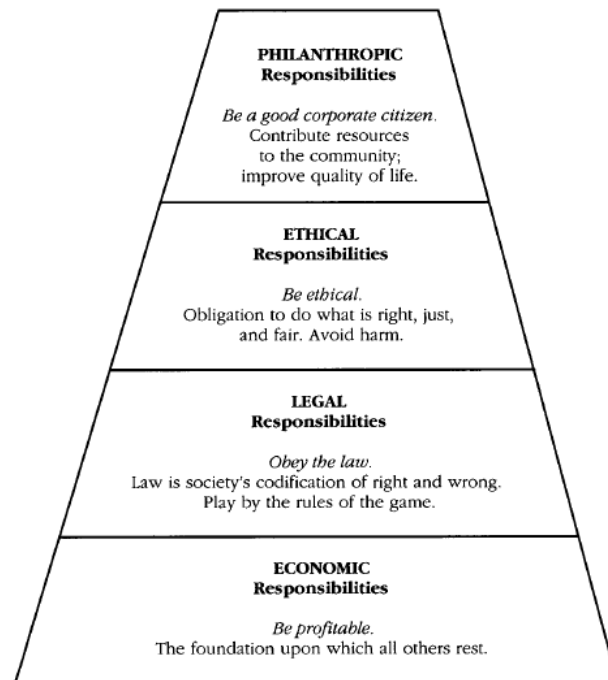 PHILANTHROPIC
Responsibilities
Be a good corporate citizen.
Contribute resources
to the community;
improve quality of life.
ETHICAL
Responsibilities
Be ethical.
Obligation to do what is right, just,
and fair. Avoid harm.
LEGAL
Responsibilities
Obey the law.
Law is society's codification of right and wrong.
Play by the rules of the game.
ECONOMIC
Responsibilities
Be profitable.
The foundation upon which all others rest.